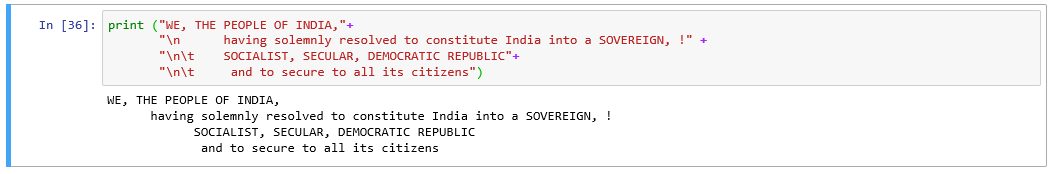 In [36]: print ("WE, THE PEOPLE OF INDIA,"+
"\n      having solemnly resolved to constitute India into a SOVEREIGN, !" +
"\n\t    SOCIALIST, SECULAR, DEMOCRATIC REPUBLIC"+
"\n\t     and to secure to all its citizens")
WE, THE PEOPLE OF INDIA,
      having solemnly resolved to constitute India into a SOVEREIGN, !
            SOCIALIST, SECULAR, DEMOCRATIC REPUBLIC
             and to secure to all its citizens